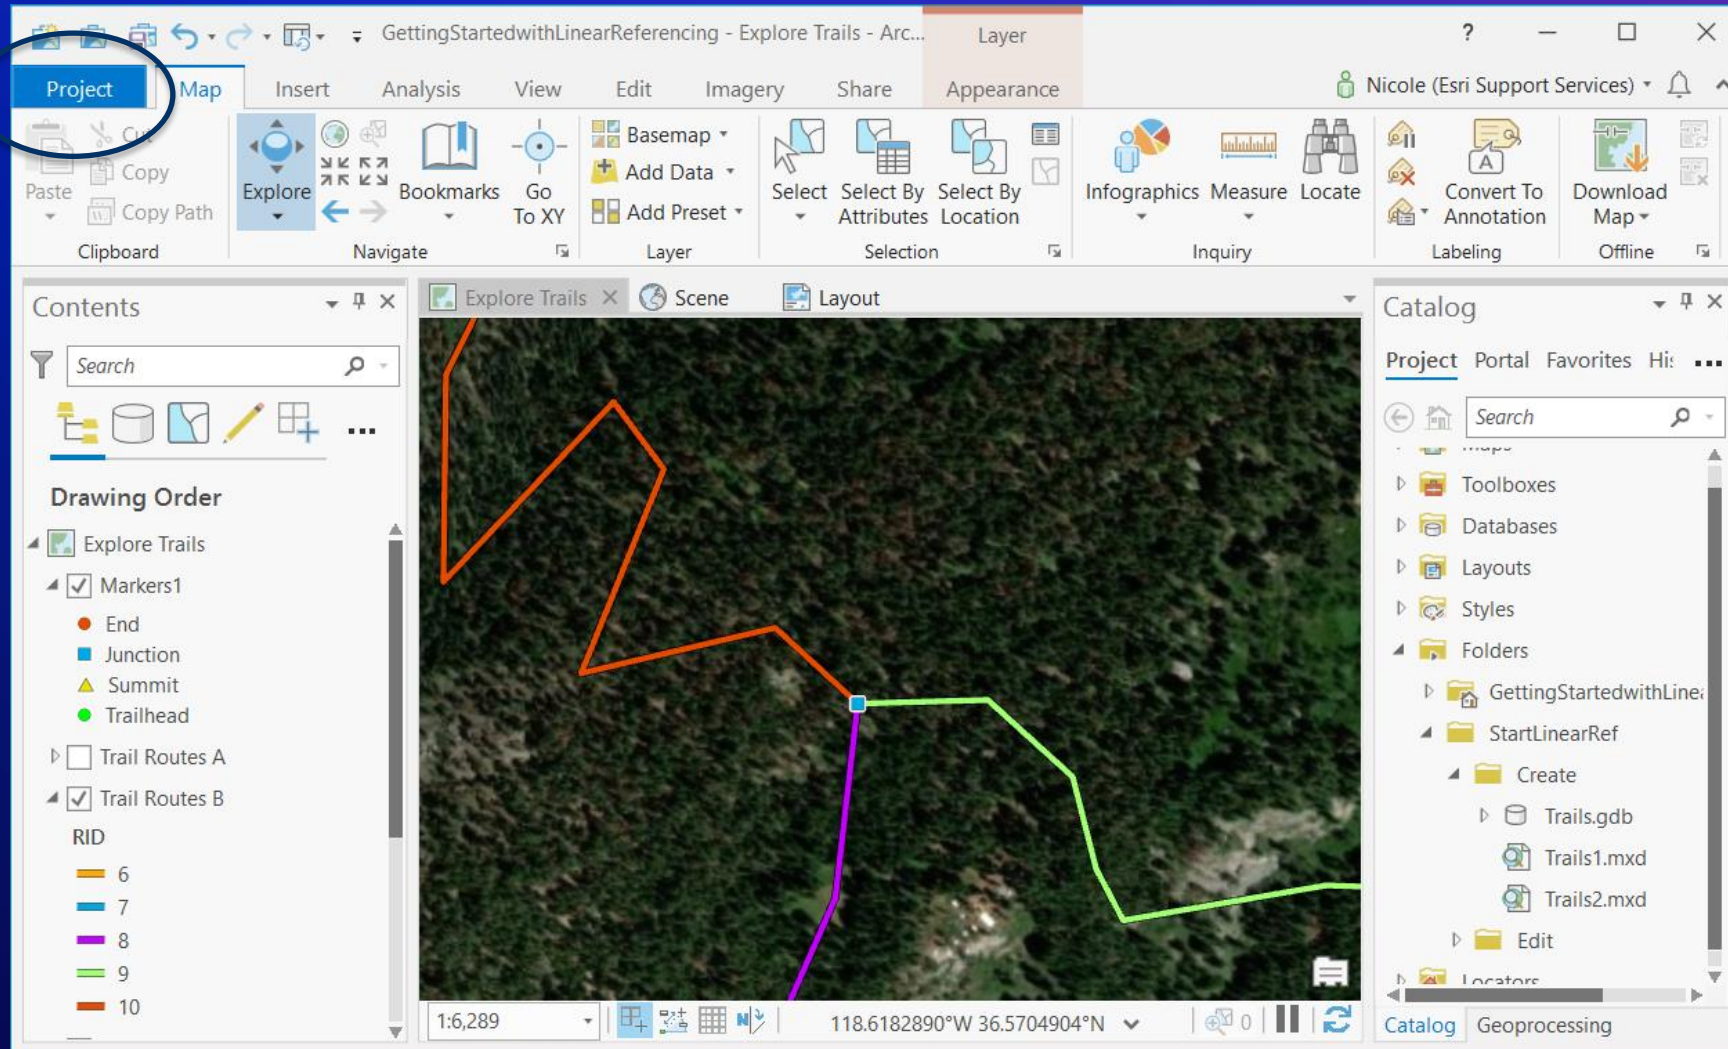 GettingStartedwithLinearReferencing - Explore Trails - Arc...
Layer
?
Project Map Insert Analysis View Edit Imagery Share Appearance
Nicole (Esri Support Services)
Paste
Cut
Copy
Copy Path
Clipboard
Explore
Bookmarks
Go To XY
Navigate
Basemap
Add Data
Add Preset
Layer
Select
Select By Attributes
Select By Location
Selection
Infographics
Measure
Locate
Inquiry
A
Convert To Annotation
Labeling
Download Map
Offline
Contents
Search
Drawing Order
Explore Trails
Markers1
End
Junction
Summit
Trailhead
Trail Routes A
Trail Routes B
RID
6
7
8
9
10
Explore Trails
Scene
Layout
1:6,289
N
118.6182890°W 36.5704904°N
0
Catalog
Project Portal Favorites His
Search
Maps
Toolboxes
Databases
Layouts
Styles
Folders
GettingStartedwithLinea
StartLinearRef
Create
Trails.gdb
Trails1.mxd
Trails2.mxd
Edit
Locators
Catalog Geoprocessing